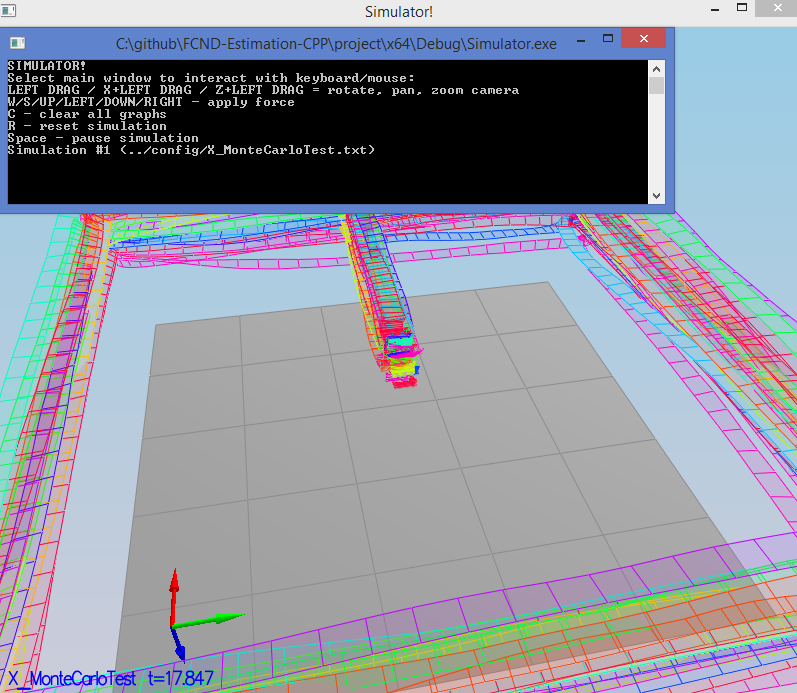 Simulator!
C:\github\FCND-Estimation-CPP\project\x64\Debug\Simulator.exe
SIMULATOR!
Select main window to interact with keyboard/mouse:
LEFT DRAG / X+LEFT DRAG / Z+LEFT DRAG = rotate, pan, zoom camera
W/S/UP/LEFT/DOWN/RIGHT - apply force
C - clear all graphs
R - reset simulation
Space - pause simulation
Simulation #1 (../config/X_MonteCarloTest.txt)
X_MonteCarloTest t=17.847